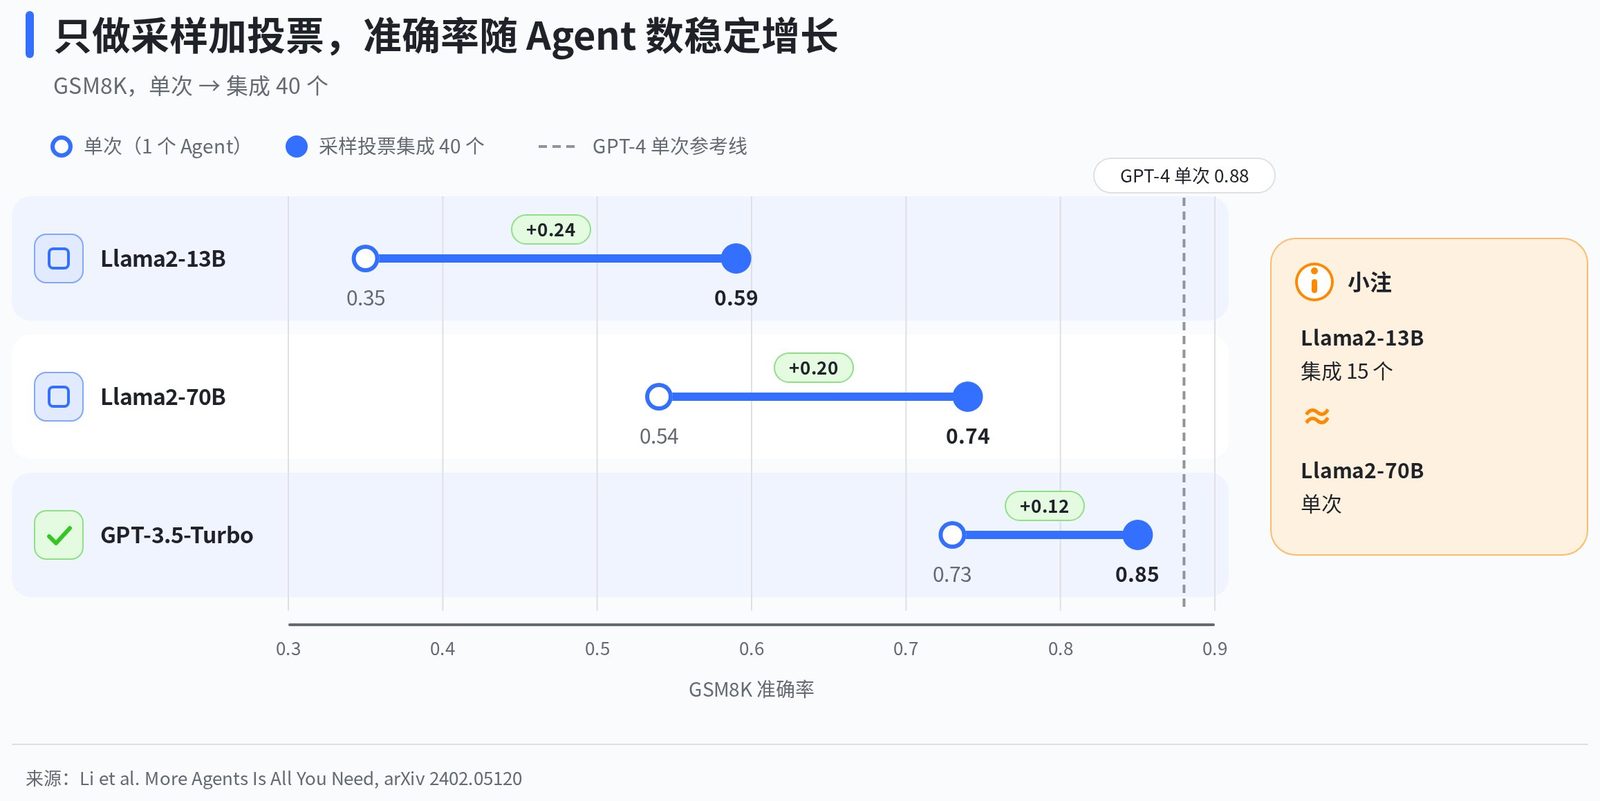 只做采样加投票，准确率随 Agent 数稳定增长
GSM8K，单次 → 集成 40 个
单次（1 个 Agent） 采样投票集成 40 个 GPT-4 单次参考线
GPT-4 单次 0.88
Llama2-13B
+0.24
0.35
0.59
Llama2-70B
+0.20
0.54
0.74
GPT-3.5-Turbo
+0.12
0.73
0.85
0.3 0.4 0.5 0.6 0.7 0.8 0.9
GSM8K 准确率
小注
Llama2-13B
集成 15 个
≈
Llama2-70B
单次
来源：Li et al. More Agents Is All You Need, arXiv 2402.05120